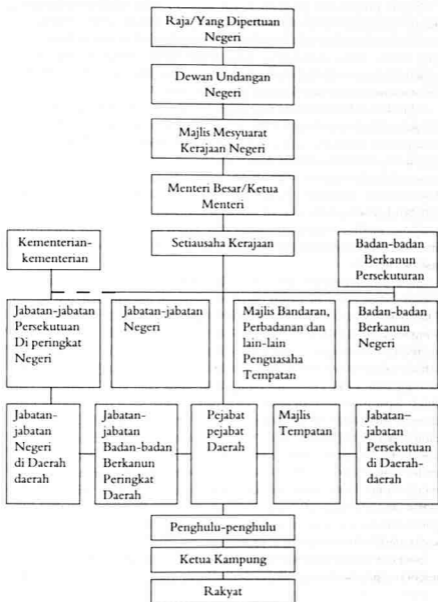 Raja/Yang Dipertuan
Negeri
Dewan Undangan
Negeri
Majlis Mesyuarat
Kerajaan Negeri
Menteri Besar/Ketua
Menteri
Kementerian-
kementerian
Setiausaha Kerajaan
Badan-badan
Berkanun
Persekuturan
Jabatan-jabatan
Persekutuan
Di peringkat
Negeri
Jabatan-jabatan
Negeri
Majlis Bandaran,
Perbadanan dan
lain-lain
Penguasaha
Tempatan
Badan-badan
Berkanun
Negeri
Jabatan-
jabatan
Negeri
di Daerah
daerah
Jabatan-
jabatan
Badan-badan
Berkanun
Peringkat
Daerah
Pejabat
pejabat
Daerah
Majlis
Tempatan
Jabatan–
jabatan
Persekutuan
di Daerah-
daerah
Penghulu-penghulu
Ketua Kampung
Rakyat